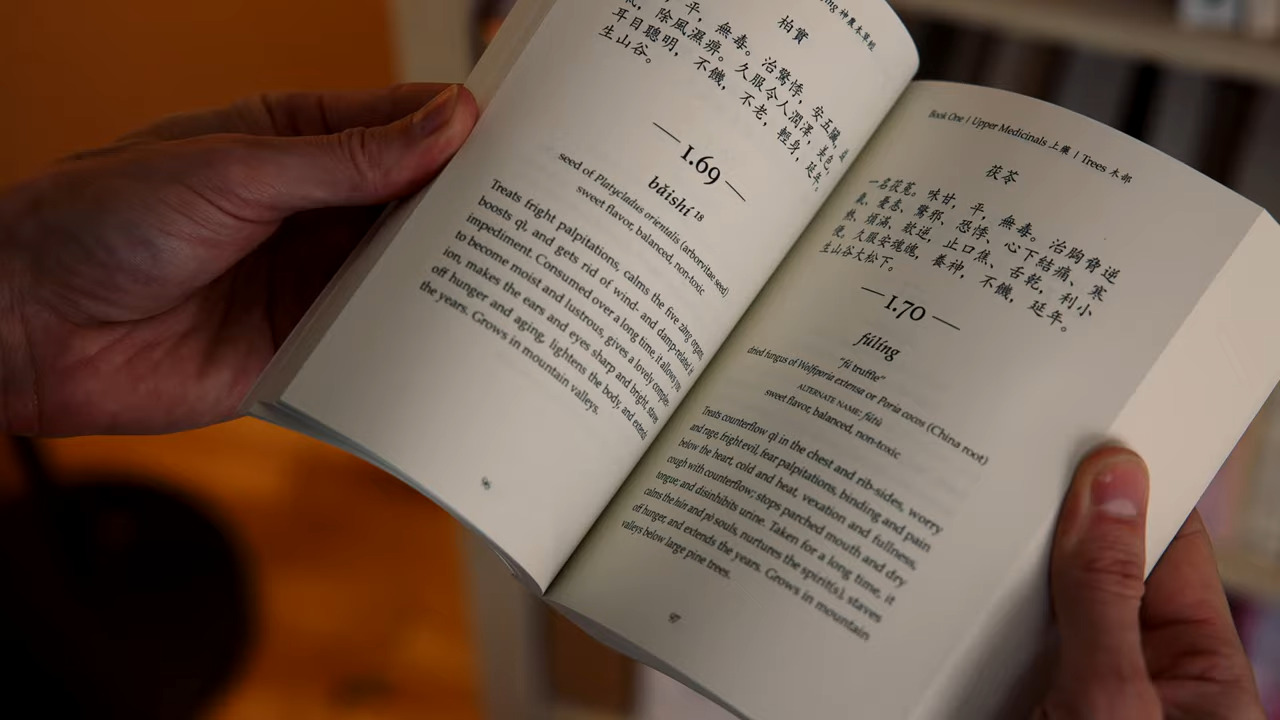 神農本草經
柏實
平，無毒。治驚悸，安五臟，
氣，除風濕痹。久服令人潤澤，美色，
耳目聰明，不饑，不老，輕身，延年。
生山谷。
— 1.69 —
bǎishí 18
seed of Platycladus orientalis (arborvitae seed)
sweet flavor, balanced, non-toxic
Treats fright palpitations, calms the five zàng organs,
boosts qì, and gets rid of wind- and damp-related
impediment. Consumed over a long time, it allows you
to become moist and lustrous, gives a lovely complex-
ion, makes the ears and eyes sharp and bright, staves
off hunger and aging, lightens the body, and extends
the years. Grows in mountain valleys.
96
Book One | Upper Medicinals 上藥 | Trees 木部
茯苓
一名茯菟。味甘，平，無毒。治胸脅逆
氣，憂恚、驚邪、恐悸、心下結痛、寒
熱、煩滿、欬逆，止口焦、舌乾，利小
便。久服安魂魄，養神，不饑，延年。
生山谷大松下。
— 1.70 —
fúlíng
“fú truffle”
dried fungus of Wolfiporia extensa or Poria cocos (China root)
ALTERNATE NAME: fútù
sweet flavor, balanced, non-toxic
Treats counterflow qì in the chest and rib-sides, worry
and rage, fright evil, fear palpitations, binding and pain
below the heart, cold and heat, vexation and fullness,
cough with counterflow; stops parched mouth and dry
tongue; and disinhibits urine. Taken for a long time, it
calms the hún and pò souls, nurtures the spirit(s), staves
off hunger, and extends the years. Grows in mountain
valleys below large pine trees.
97